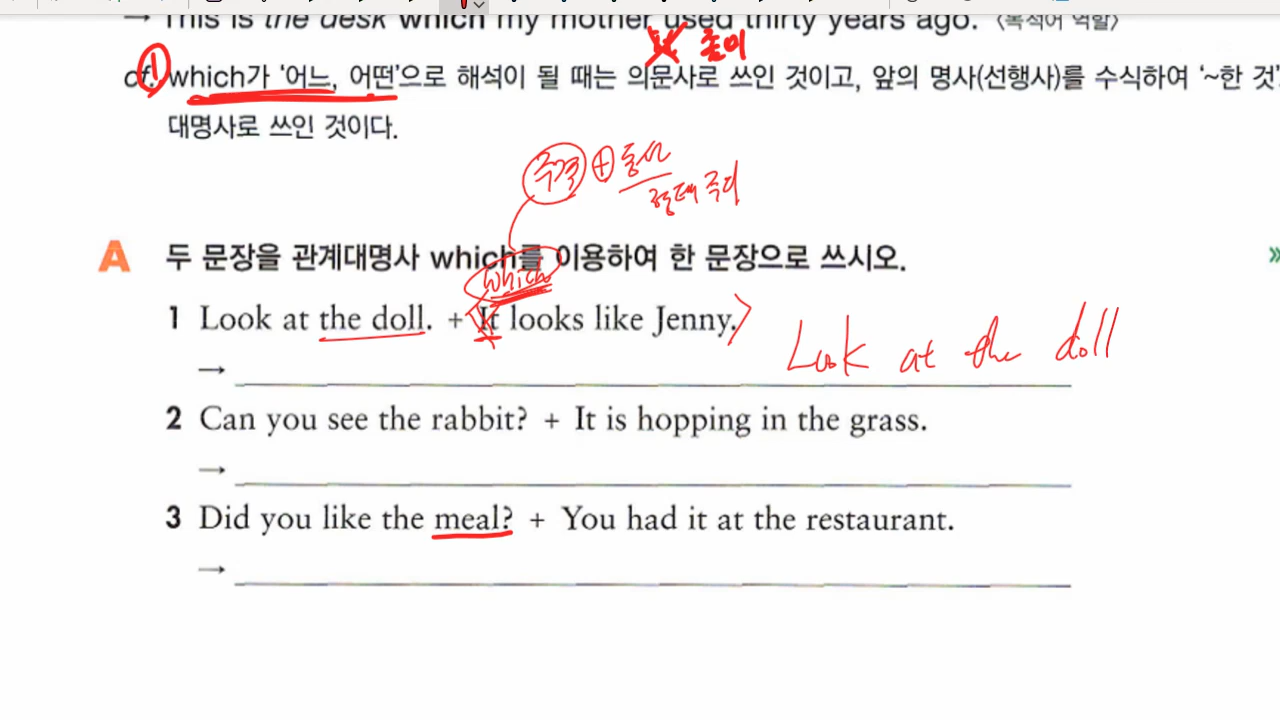 → This is the desk which my mother used thirty years ago. 〈목적어 역할〉
cf. ① which가 '어느, 어떤'으로 해석이 될 때는 의문사로 쓰인 것이고, 앞의 명사(선행사)를 수식하여 '~한 것'
대명사로 쓰인 것이다.
주격 + 동사
형태 주의
A 두 문장을 관계대명사 which를 이용하여 한 문장으로 쓰시오.
which
1 Look at the doll. + It looks like Jenny.
Look at the doll
→
2 Can you see the rabbit? + It is hopping in the grass.
→
3 Did you like the meal? + You had it at the restaurant.
→